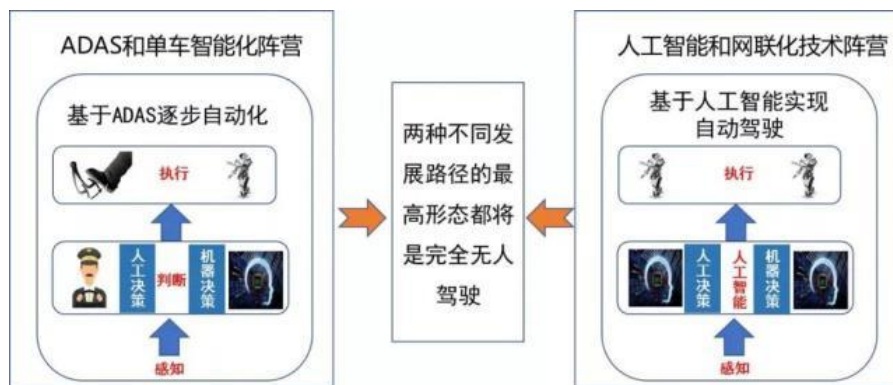 ADAS和单车智能化阵营
基于ADAS逐步自动化
执行
人工决策
判断
机器决策
感知
两种不同发
展路径的最
高形态都将
是完全无人
驾驶
人工智能和网联化技术阵营
基于人工智能实现
自动驾驶
执行
人工决策
人工智能
机器决策
感知